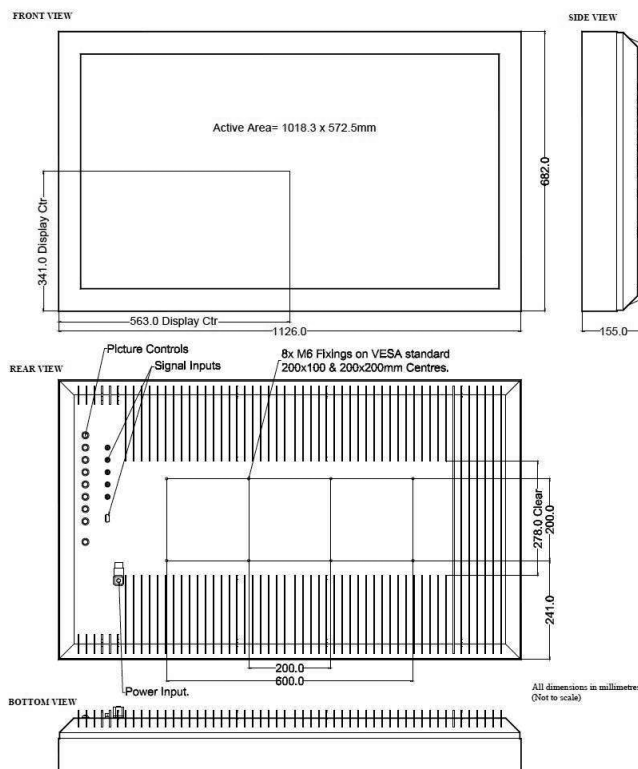 FRONT VIEW
SIDE VIEW
Active Area= 1018.3 x 572.5mm
682.0
341.0 Display Ctr
563.0 Display Ctr
1126.0
155.0
Picture Controls
Signal Inputs
8x M6 Fixings on VESA standard
200x100 & 200x200mm Centres.
REAR VIEW
278.0 Clear
200.0
241.0
200.0
600.0
Power Input.
All dimensions in millimetres
(Not to scale)
BOTTOM VIEW